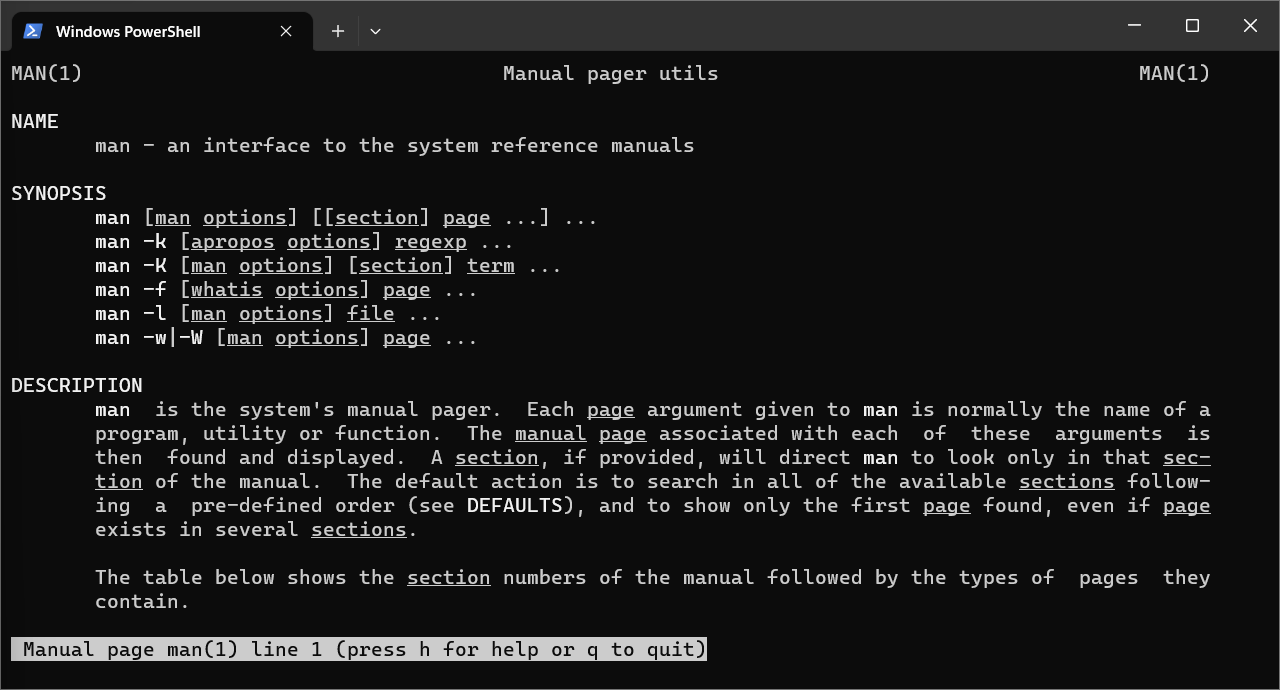 Windows PowerShell
MAN(1) Manual pager utils MAN(1)
NAME
man - an interface to the system reference manuals
SYNOPSIS
man [man options] [[section] page ...] ...
man -k [apropos options] regexp ...
man -K [man options] [section] term ...
man -f [whatis options] page ...
man -l [man options] file ...
man -w|-W [man options] page ...
DESCRIPTION
man  is the system's manual pager.  Each page argument given to man is normally the name of a
program, utility or function.  The manual page associated with each  of  these  arguments  is
then  found and displayed.  A section, if provided, will direct man to look only in that sec-
tion of the manual.  The default action is to search in all of the available sections follow-
ing  a  pre-defined order (see DEFAULTS), and to show only the first page found, even if page
exists in several sections.
The table below shows the section numbers of the manual followed by the types of  pages  they
contain.
Manual page man(1) line 1 (press h for help or q to quit)